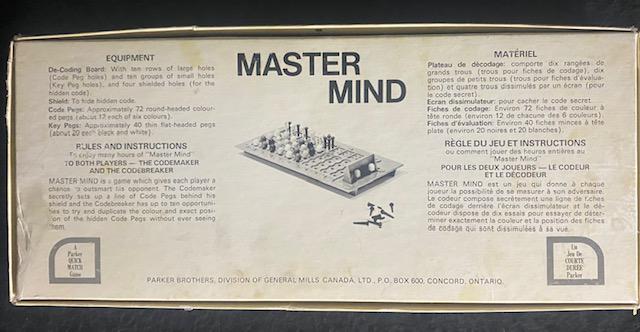 EQUIPMENT
De-Coding Board: With ten rows of large holes
(Code Peg holes) and ten groups of small holes
(Key Peg holes), and four shielded holes (for the
hidden code).
Shield: To hide hidden code.
Code Pegs: Approximately 72 round-headed colour-
ed pegs (about 12 each of six colours).
Key Pegs: Approximately 40 thin flat-headed pegs
(about 20 each black and white).
RULES AND INSTRUCTIONS
To enjoy many hours of "Master Mind"
TO BOTH PLAYERS — THE CODEMAKER
AND THE CODEBREAKER
MASTER MIND is a game which gives each player a
chance to outsmart his opponent. The Codemaker
secretly sets up a line of Code Pegs behind his
shield and the Codebreaker has up to ten opportuni-
ties to try and duplicate the colour and exact posi-
tion of the hidden Code Pegs without ever seeing
them.
A
Parker
QUICK
MATCH
Game
MASTER
MIND
MATÉRIEL
Plateau de décodage: comporte dix rangées de
grands trous (trous pour fiches de codage), dix
groupes de petits trous (trous pour fiches d'évalua-
tion) et quatre trous dissimulés par un écran (pour
le code secret).
Ecran dissimulateur: pour cacher le code secret.
Fiches de codage: Environ 72 fiches de couleur à
tête ronde (environ 12 de chacune des 6 couleurs).
Fiches d'évaluation: Environ 40 fiches minces à tête
plate (environ 20 noires et 20 blanches).
RÈGLE DU JEU ET INSTRUCTIONS
ou comment jouer des heures entières au
"Master Mind"
POUR LES DEUX JOUEURS — LE CODEUR
ET LE DÉCODEUR
MASTER MIND est un jeu qui donne à chaque
joueur la possibilité de se mesurer à son adversaire.
Le codeur compose secrètement une ligne de fiches
de codage derrière l'écran dissimulateur et le dé-
codeur dispose de dix essais pour essayer de déter-
miner exactement la couleur et la position des fiches
de codage qui sont dissimulées à sa vue.
Un
Jeu De
COURTE
DURÉE
Parker
PARKER BROTHERS, DIVISION OF GENERAL MILLS CANADA, LTD., P.O. BOX 600, CONCORD, ONTARIO.